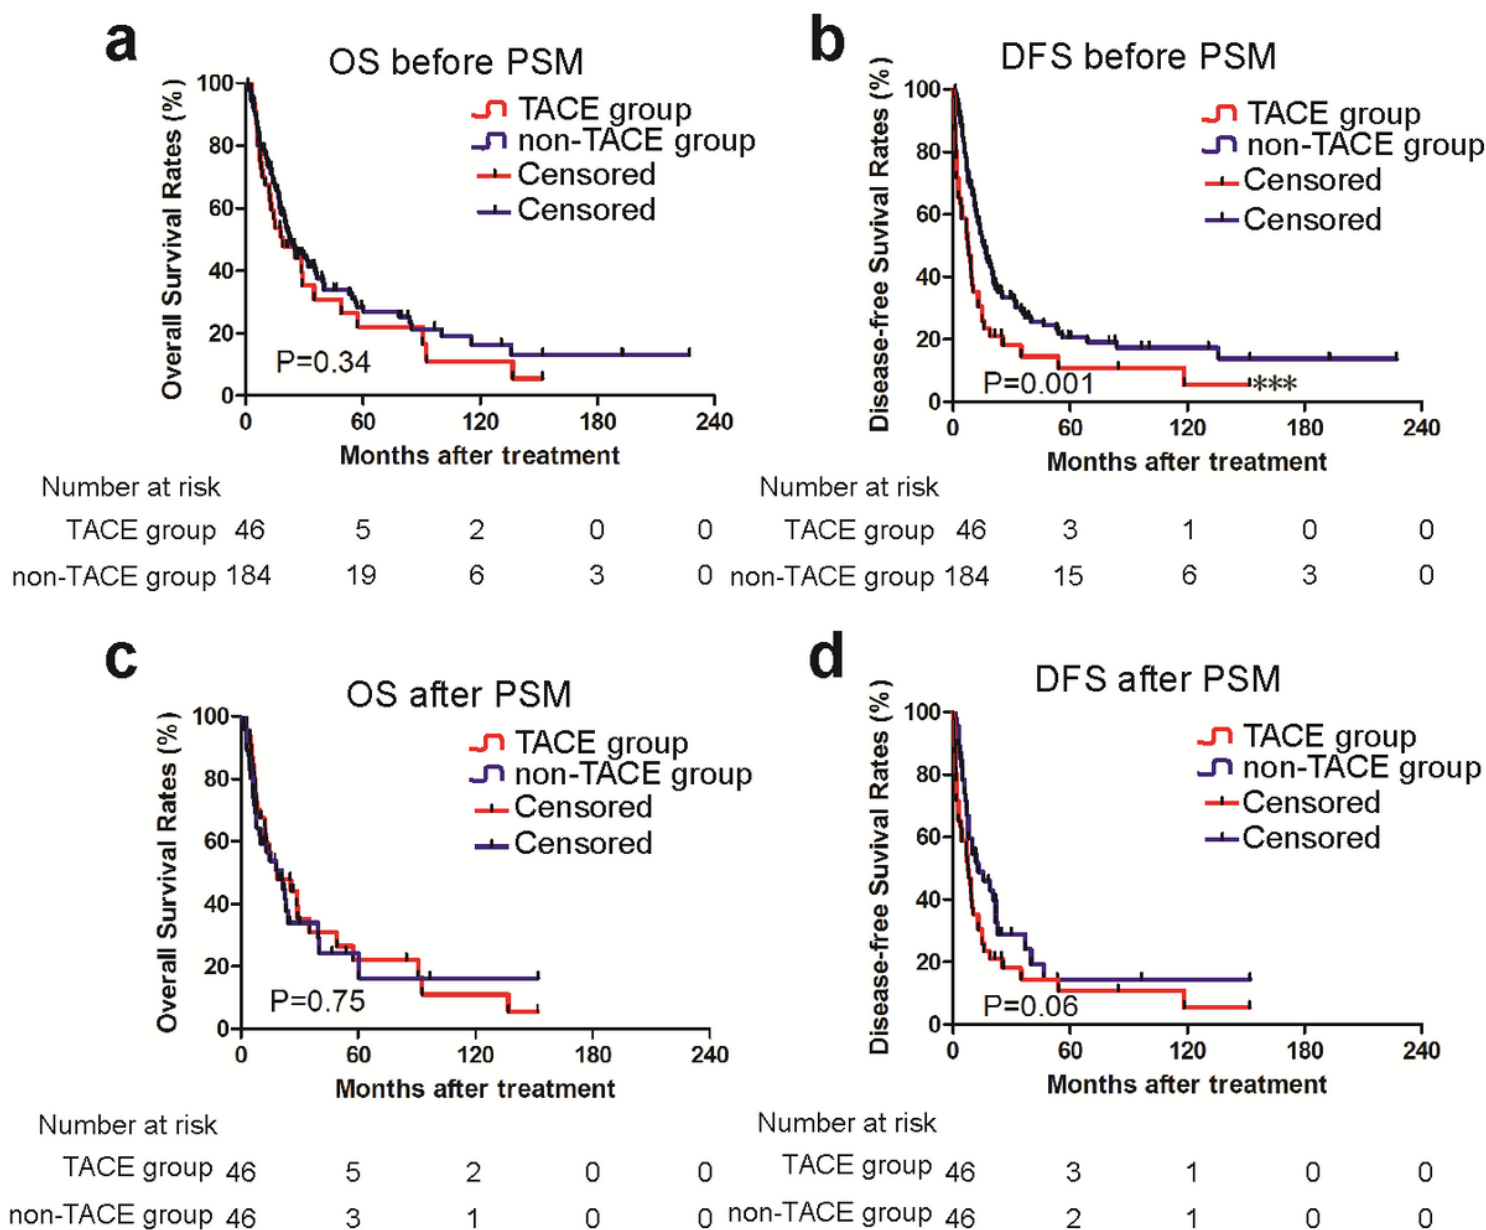 a
OS before PSM
Overall Survival Rates (%)
100
80
60
40
20
0
TACE group
non-TACE group
Censored
Censored
P=0.34
0 60 120 180 240
Months after treatment
Number at risk
TACE group 46 5 2 0 0
non-TACE group 184 19 6 3 0
b
DFS before PSM
Disease-free Suvival Rates (%)
100
80
60
40
20
0
TACE group
non-TACE group
Censored
Censored
P=0.001
***
0 60 120 180 240
Months after treatment
Number at risk
TACE group 46 3 1 0 0
non-TACE group 184 15 6 3 0
c
OS after PSM
Overall Survival Rates (%)
100
80
60
40
20
0
TACE group
non-TACE group
Censored
Censored
P=0.75
0 60 120 180 240
Months after treatment
Number at risk
TACE group 46 5 2 0 0
non-TACE group 46 3 1 0 0
d
DFS after PSM
Disease-free Suvival Rates (%)
100
80
60
40
20
0
TACE group
non-TACE group
Censored
Censored
P=0.06
0 60 120 180 240
Months after treatment
Number at risk
TACE group 46 3 1 0 0
non-TACE group 46 2 1 0 0